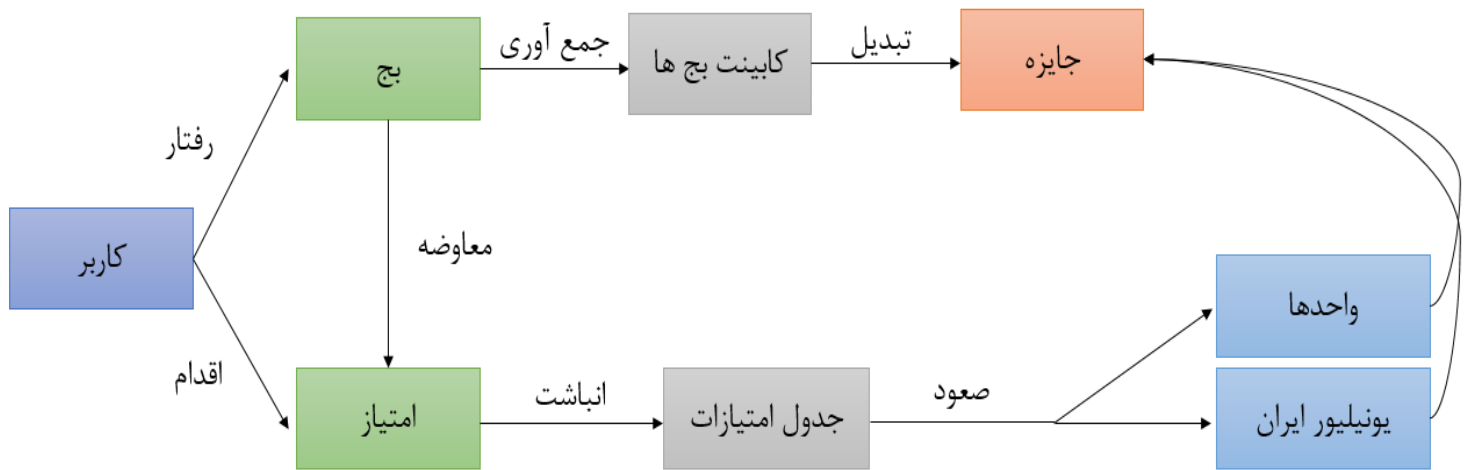 بج
جمع آوری
کابینت بج ها
تبدیل
جایزه
رفتار
کاربر
معاوضه
اقدام
امتیاز
انباشت
جدول امتیازات
صعود
واحدها
یونیلیور ایران